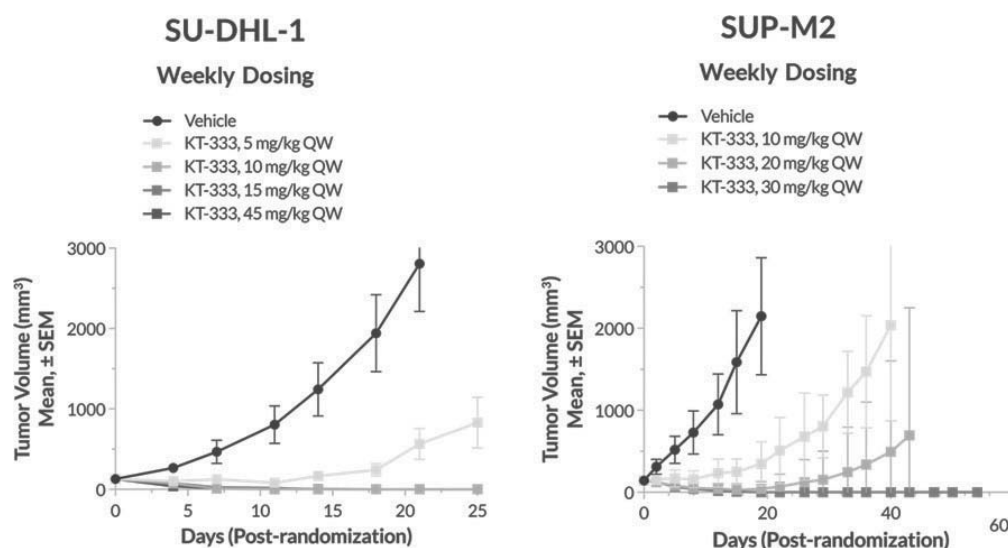 SU-DHL-1
Weekly Dosing
Vehicle
KT-333, 5 mg/kg QW
KT-333, 10 mg/kg QW
KT-333, 15 mg/kg QW
KT-333, 45 mg/kg QW
Tumor Volume (mm³)
Mean, ± SEM
3000
2000
1000
0
0
5
10
15
20
25
Days (Post-randomization)
SUP-M2
Weekly Dosing
Vehicle
KT-333, 10 mg/kg QW
KT-333, 20 mg/kg QW
KT-333, 30 mg/kg QW
Tumor Volume (mm³)
Mean, ± SEM
3000
2000
1000
0
0
20
40
60
Days (Post-randomization)